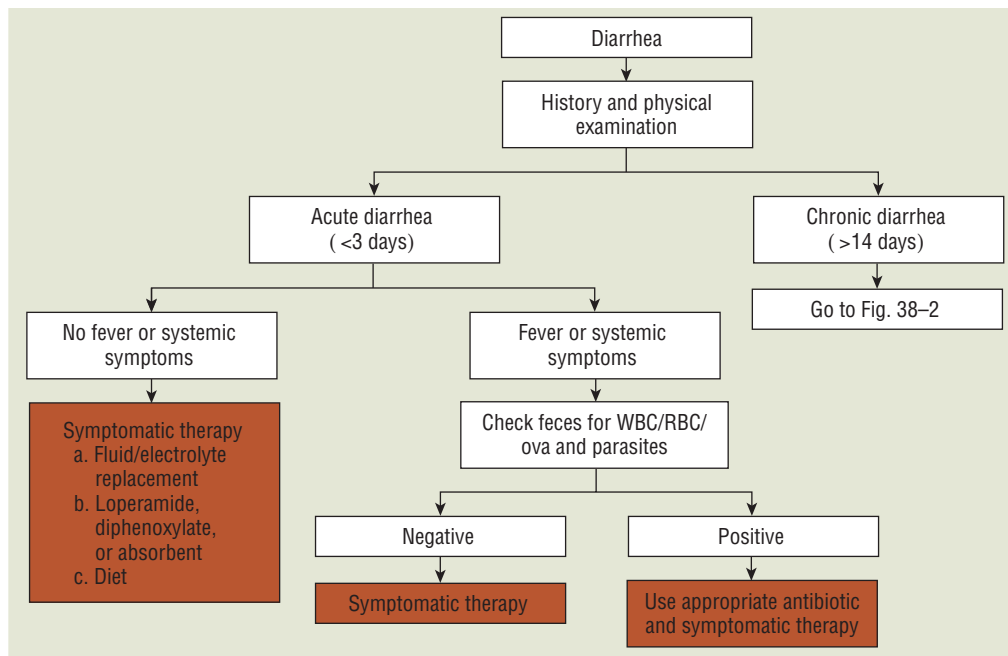 Diarrhea
History and physical
examination
Acute diarrhea
( <3 days)
Chronic diarrhea
( >14 days)
Go to Fig. 38–2
No fever or systemic
symptoms
Fever or systemic
symptoms
Symptomatic therapy
a. Fluid/electrolyte
replacement
b. Loperamide,
diphenoxylate,
or absorbent
c. Diet
Check feces for WBC/RBC/
ova and parasites
Negative
Positive
Symptomatic therapy
Use appropriate antibiotic
and symptomatic therapy